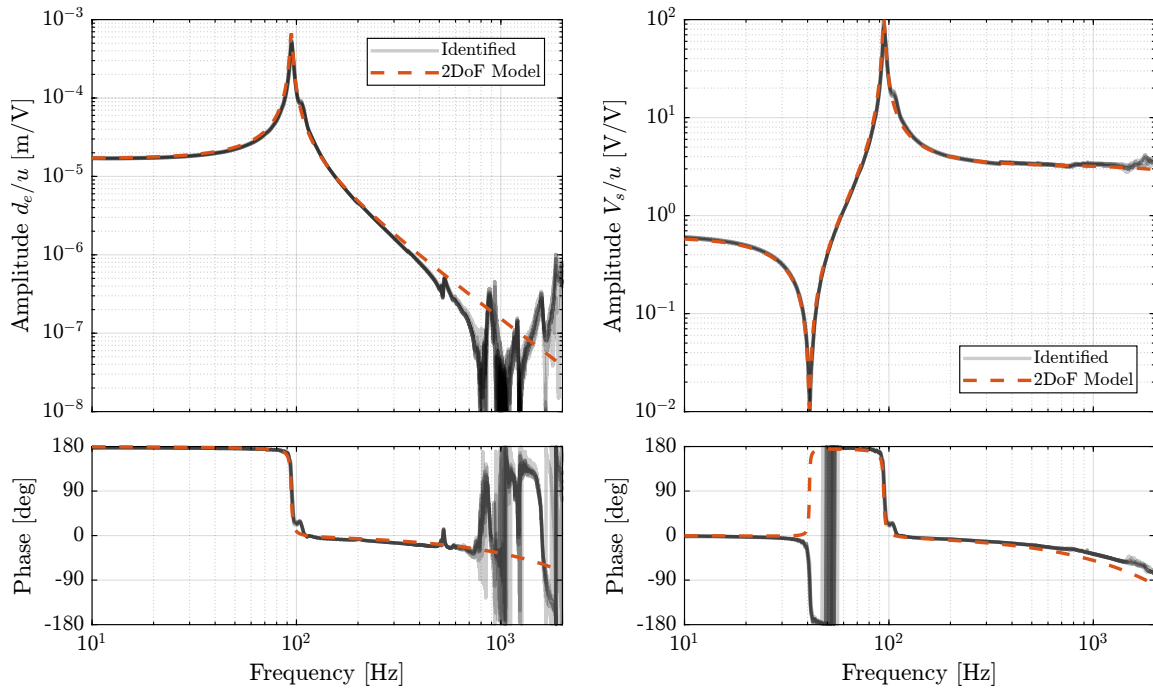 Amplitude d_e/u [m/V]
10^-3
10^-4
10^-5
10^-6
10^-7
10^-8
Identified
2DoF Model
Phase [deg]
180
90
0
-90
-180
10^1
10^2
10^3
Frequency [Hz]
Amplitude V_s/u [V/V]
10^2
10^1
10^0
10^-1
10^-2
Identified
2DoF Model
Phase [deg]
180
90
0
-90
-180
10^1
10^2
10^3
Frequency [Hz]